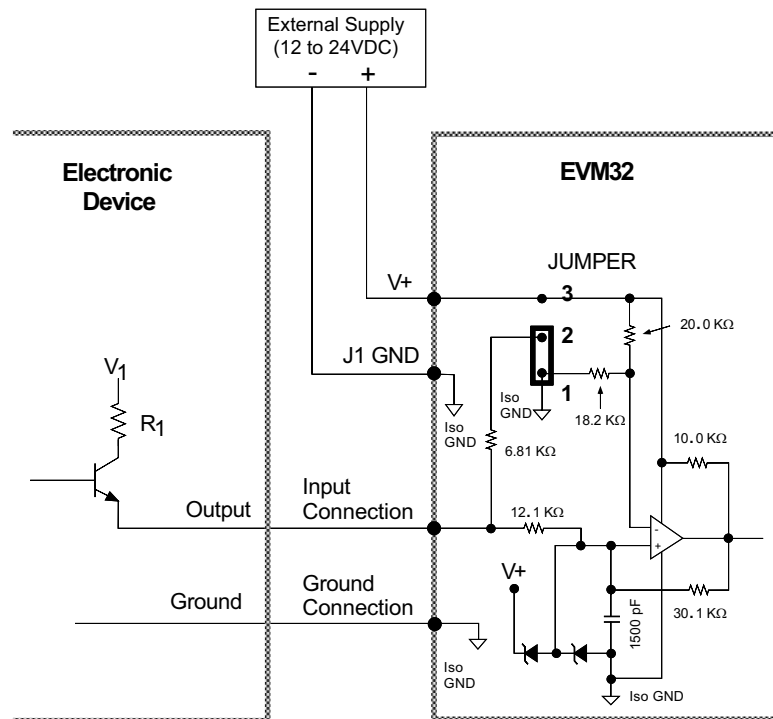 External Supply
(12 to 24VDC)
- +
Electronic
Device
EVM32
JUMPER
V+
3
20.0 KΩ
2
J1 GND
1
V1
Iso
GND
Iso
GND
18.2 KΩ
R1
6.81 KΩ
10.0 KΩ
Output
Input
Connection
12.1 KΩ
-
+
V+
Ground
Ground
Connection
1500 pF
30.1 KΩ
Iso
GND
Iso GND